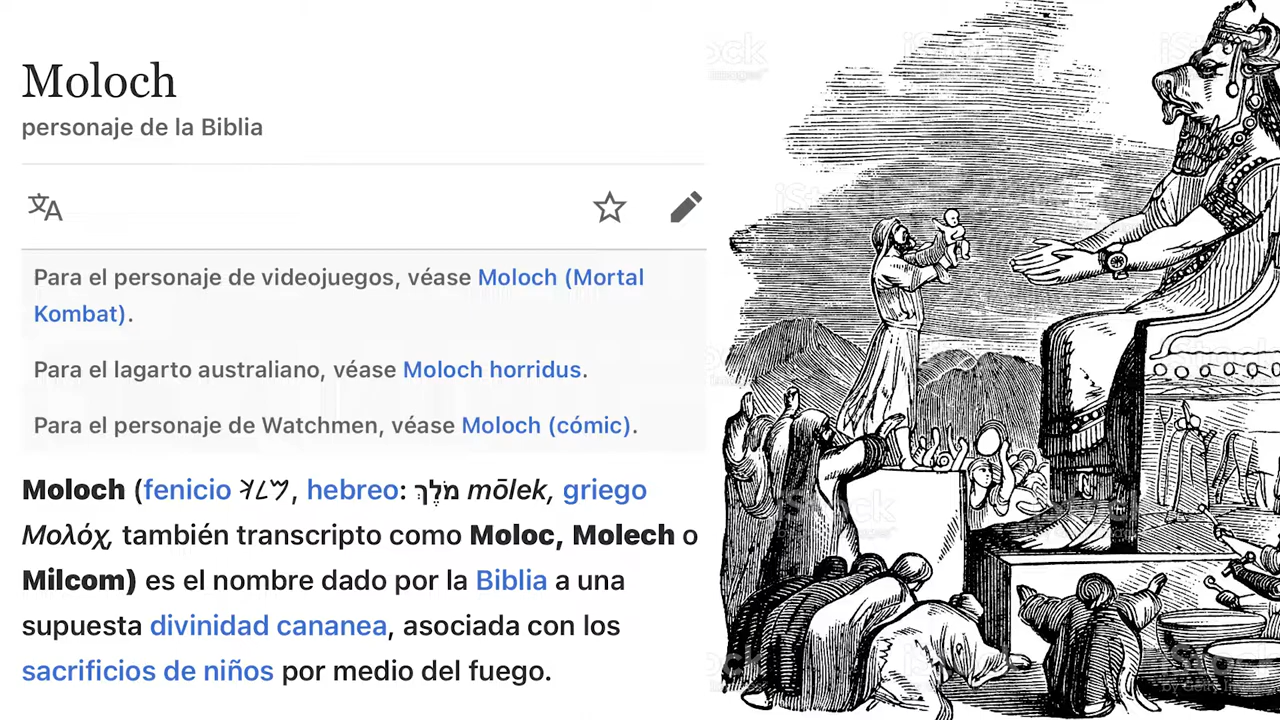 Moloch
personaje de la Biblia
Para el personaje de videojuegos, véase Moloch (Mortal
Kombat).
Para el lagarto australiano, véase Moloch horridus.
Para el personaje de Watchmen, véase Moloch (cómic).
Moloch (fenicio 𐤌𐤋𐤊, hebreo: מֹלֶךְ mōlek, griego
Μολόχ, también transcripto como Moloc, Molech o
Milcom) es el nombre dado por la Biblia a una
supuesta divinidad cananea, asociada con los
sacrificios de niños por medio del fuego.
iStock